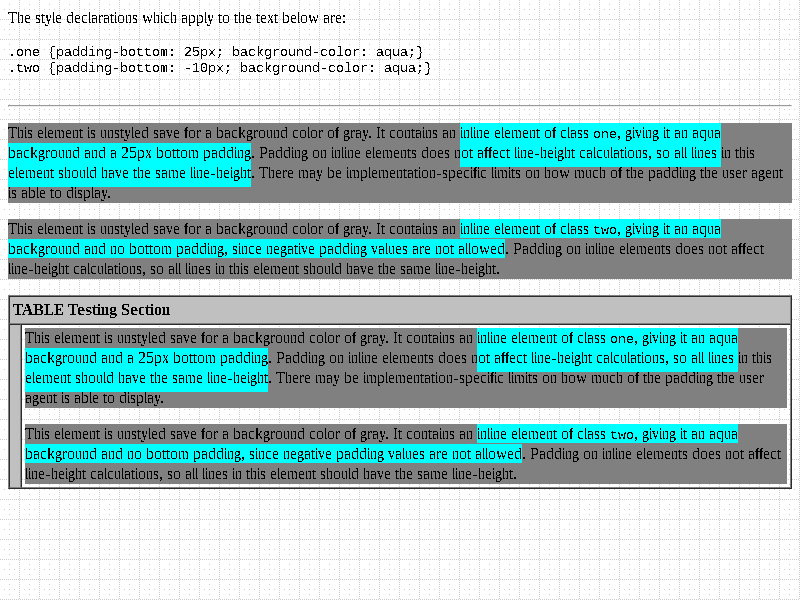 The style declarations which apply to the text below are:
.one {padding-bottom: 25px; background-color: aqua;}
.two {padding-bottom: -10px; background-color: aqua;}
This element is unstyled save for a background color of gray. It contains an inline element of class one, giving it an aqua
background and a 25px bottom padding. Padding on inline elements does not affect line-height calculations, so all lines in this
element should have the same line-height. There may be implementation-specific limits on how much of the padding the user agent
is able to display.
This element is unstyled save for a background color of gray. It contains an inline element of class two, giving it an aqua
background and no bottom padding, since negative padding values are not allowed. Padding on inline elements does not affect
line-height calculations, so all lines in this element should have the same line-height.
TABLE Testing Section
This element is unstyled save for a background color of gray. It contains an inline element of class one, giving it an aqua
background and a 25px bottom padding. Padding on inline elements does not affect line-height calculations, so all lines in this
element should have the same line-height. There may be implementation-specific limits on how much of the padding the user
agent is able to display.
This element is unstyled save for a background color of gray. It contains an inline element of class two, giving it an aqua
background and no bottom padding, since negative padding values are not allowed. Padding on inline elements does not affect
line-height calculations, so all lines in this element should have the same line-height.